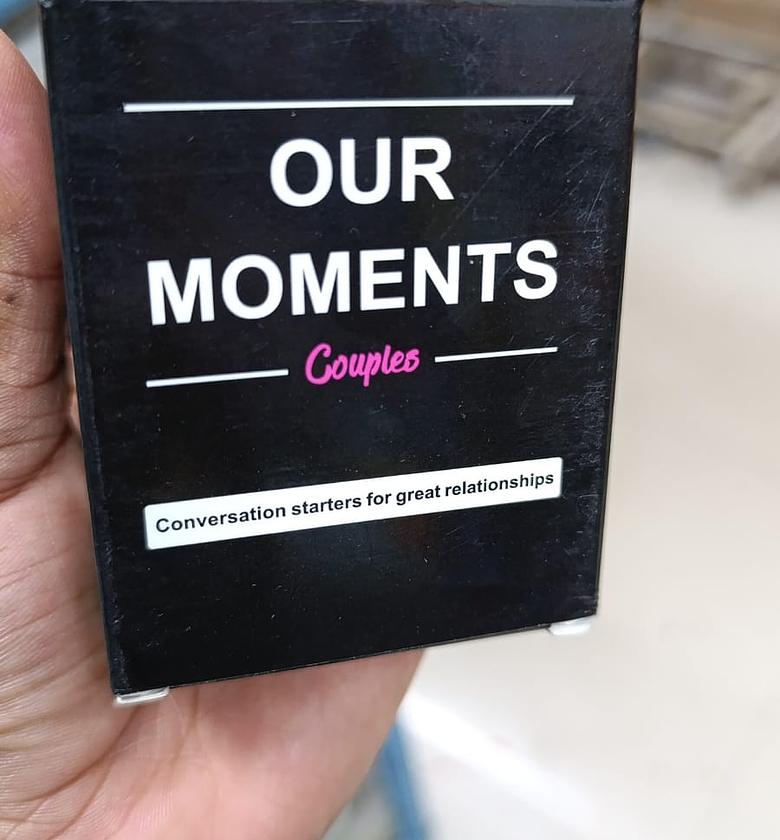 OUR
MOMENTS
Couples
Conversation starters for great relationships